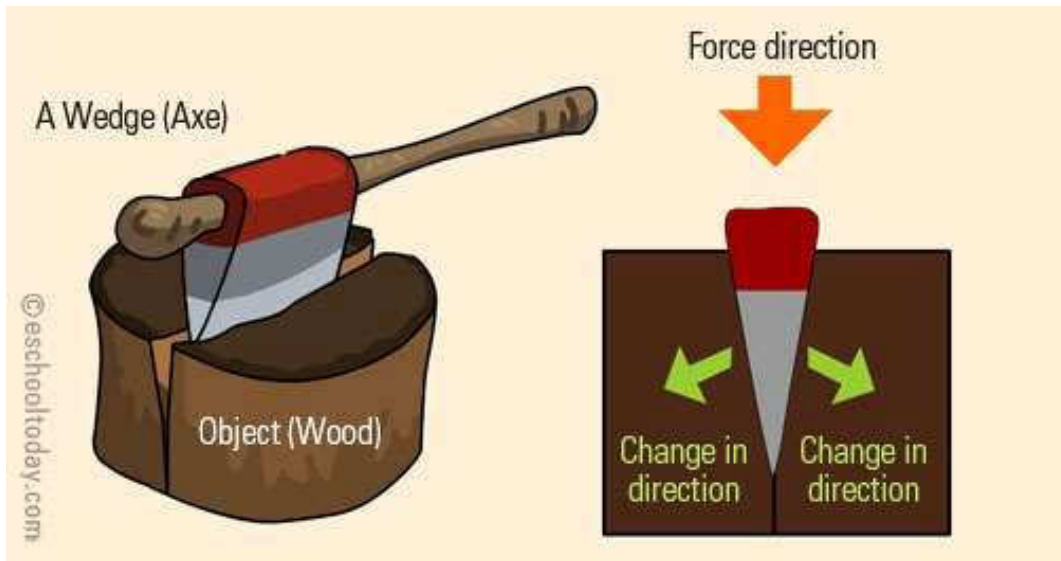 A Wedge (Axe)
Object (Wood)
©eschooltoday.com
Force direction
Change in
direction
Change in
direction